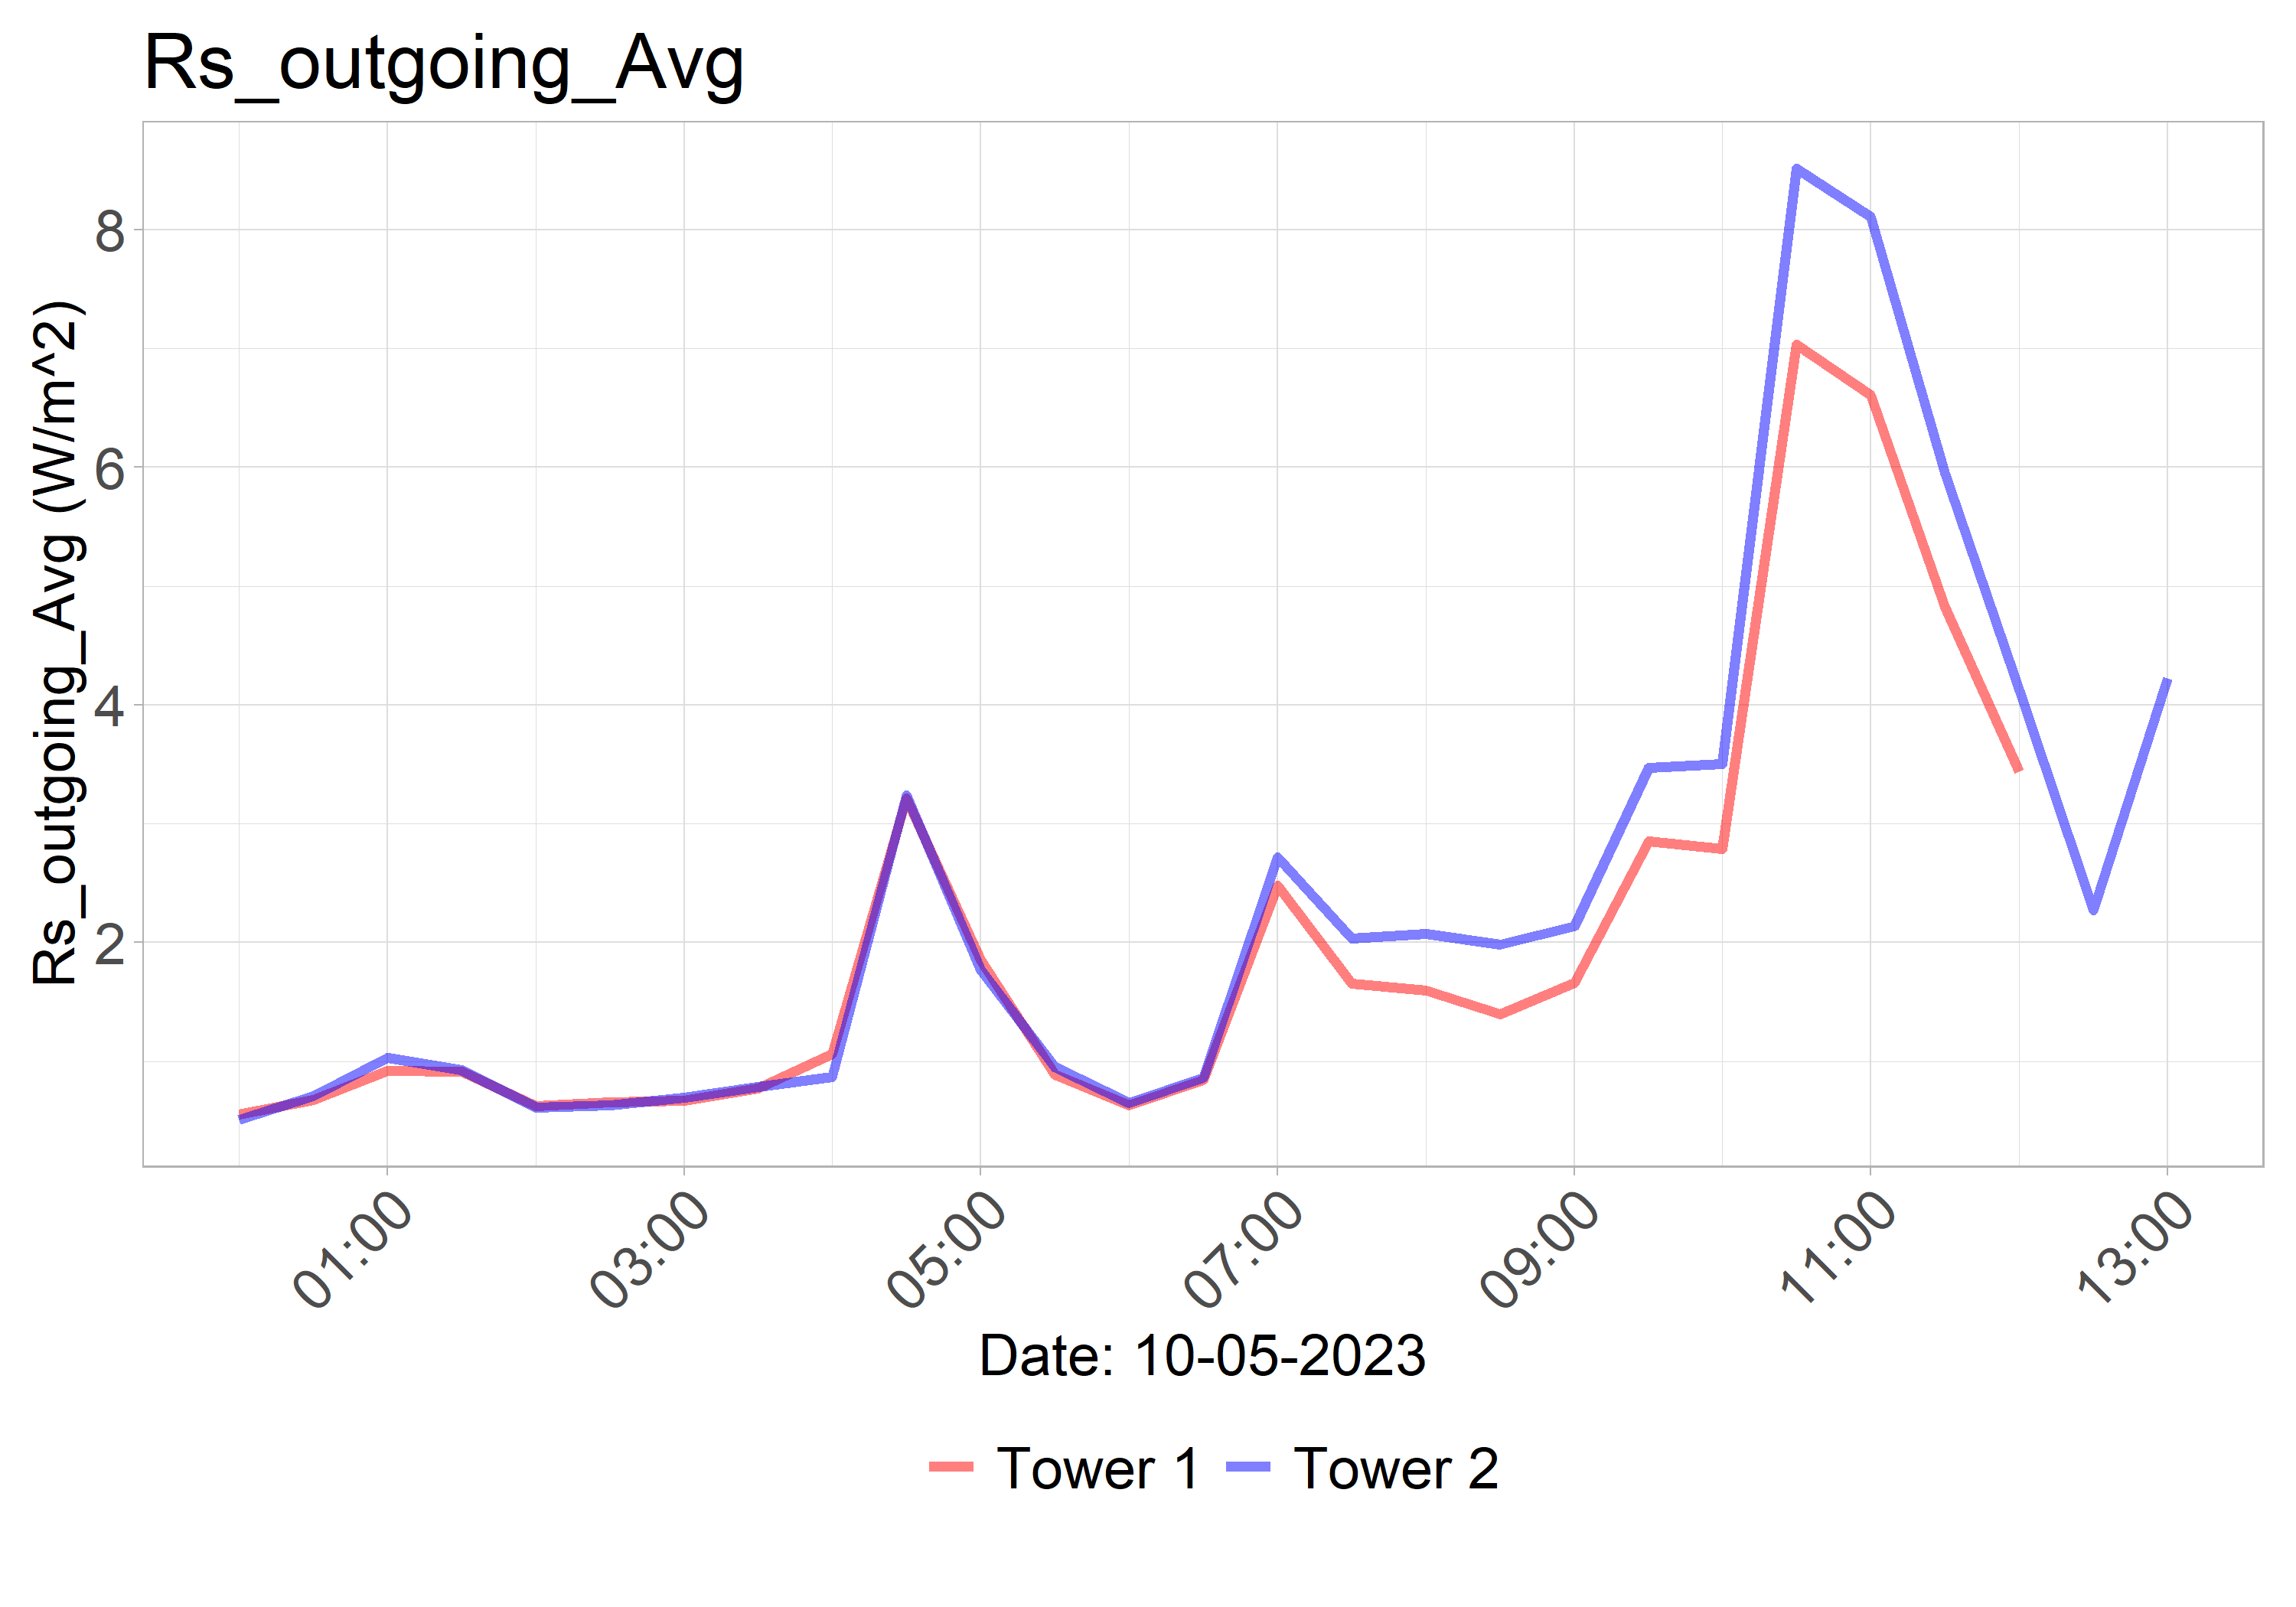 Rs_outgoing_Avg
Rs_outgoing_Avg (W/m^2)
8
6
4
2
01:00
03:00
05:00
07:00
09:00
11:00
13:00
Date: 10-05-2023
Tower 1
Tower 2